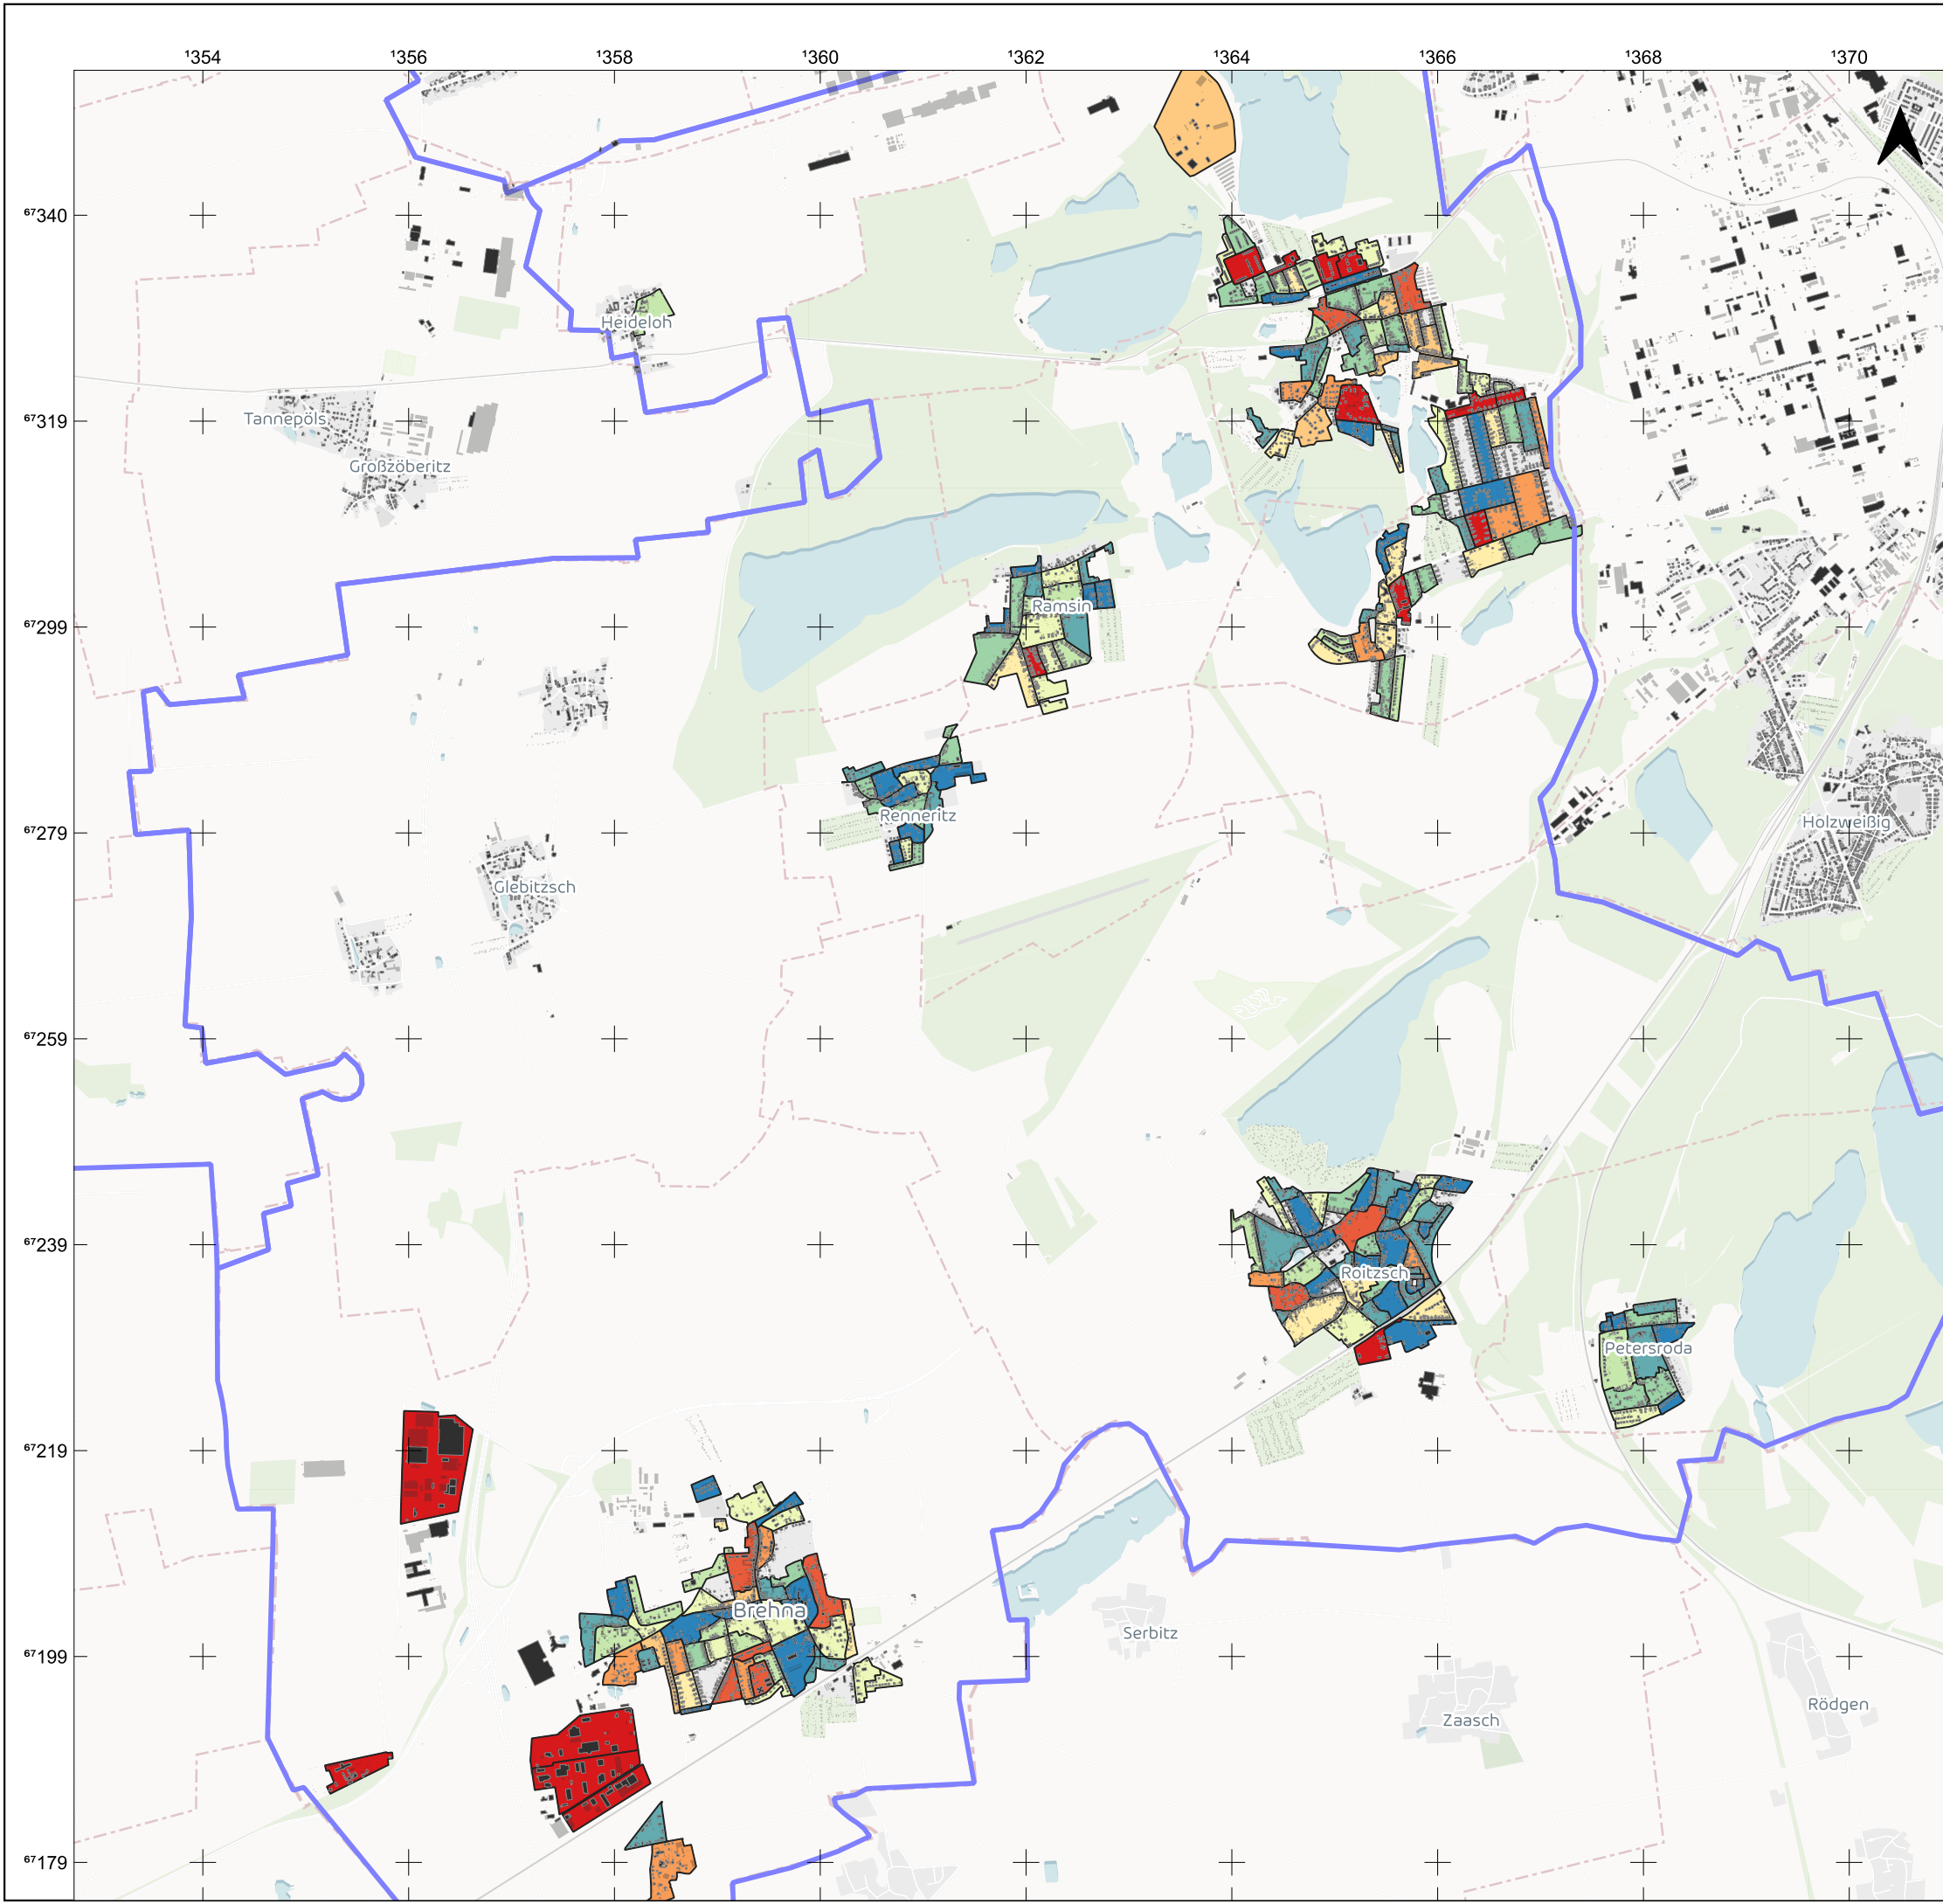 1354 1356 1358 1360 1362 1364 1366 1368 1370
67340
Heideloh
67319
Tannepöls
Großzöberitz
Ramsin
67299
Renneritz
Holzweißig
67279
Glebitzsch
67259
67239
Roitzsch
Petersroda
67219
Brehna
Serbitz
67199
Rödgen
Zaasch
67179